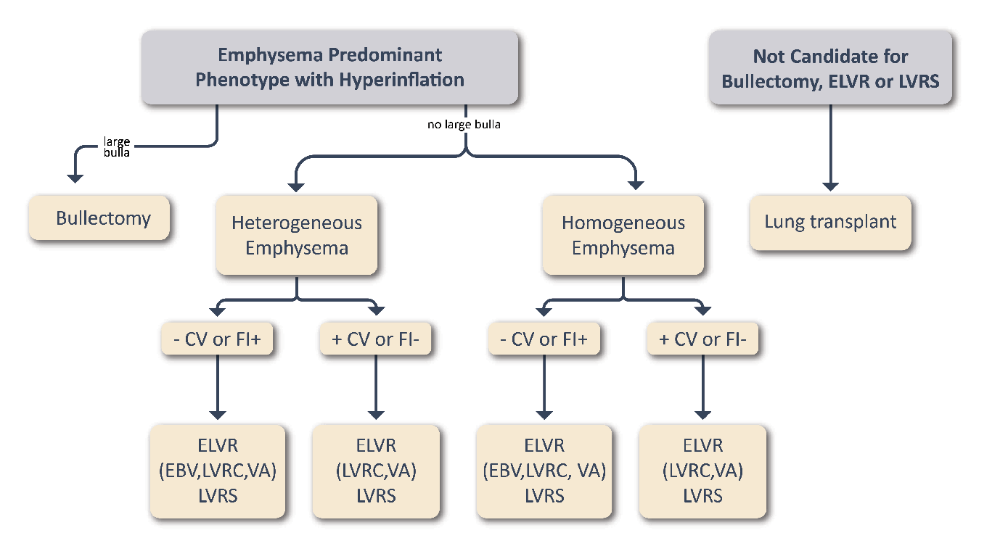 Emphysema Predominant
Phenotype with Hyperinflation
Not Candidate for
Bullectomy, ELVR or LVRS
large
bulla
no large bulla
Bullectomy
Heterogeneous
Emphysema
Homogeneous
Emphysema
Lung transplant
- CV or FI+
+ CV or FI-
- CV or FI+
+ CV or FI-
ELVR
(EBV,LVRC,VA)
LVRS
ELVR
(LVRC,VA)
LVRS
ELVR
(EBV,LVRC, VA)
LVRS
ELVR
(LVRC,VA)
LVRS